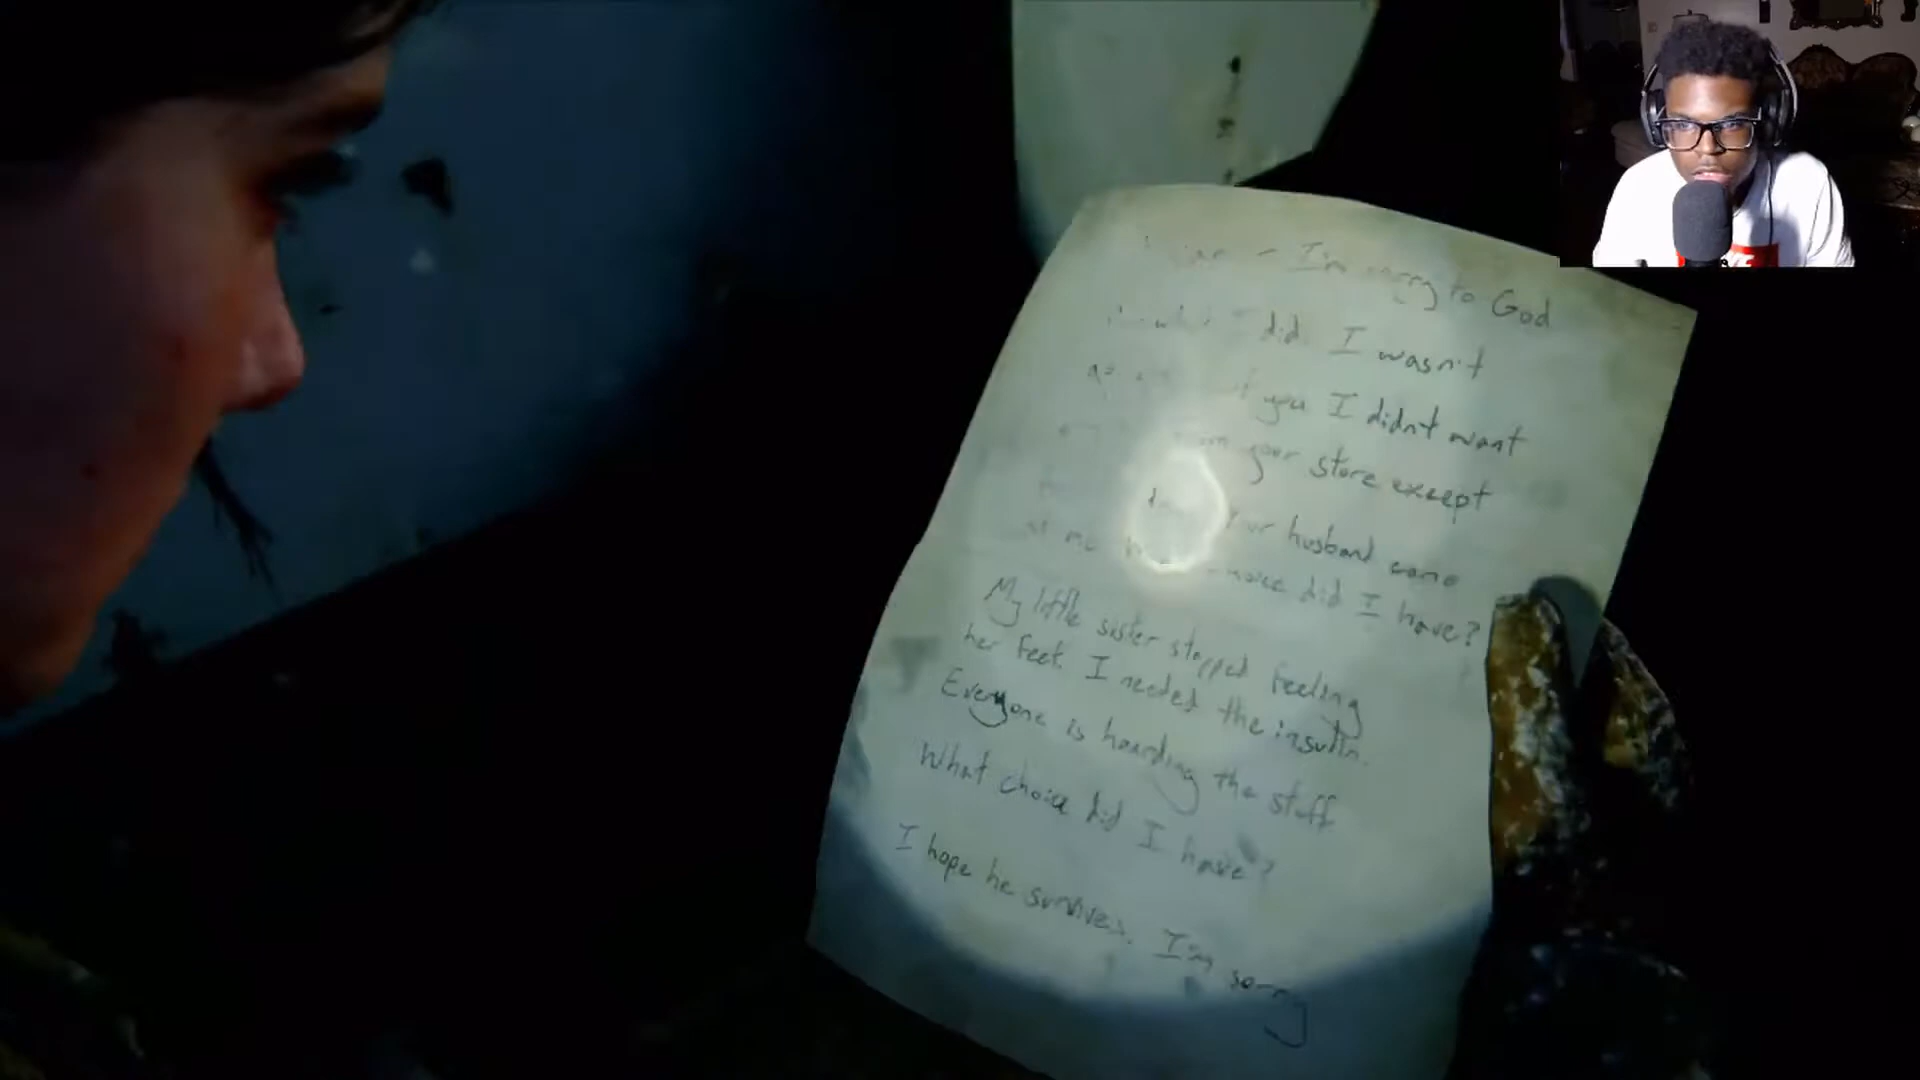 I'm sorry to God
I did. I wasn't
you I didn't want
your store except
husband came
at me did I have?
My little sister stopped feeling
her feet. I needed the insulin.
Everyone is hoarding the stuff
What choice did I have?
I hope he survives. I'm sorry